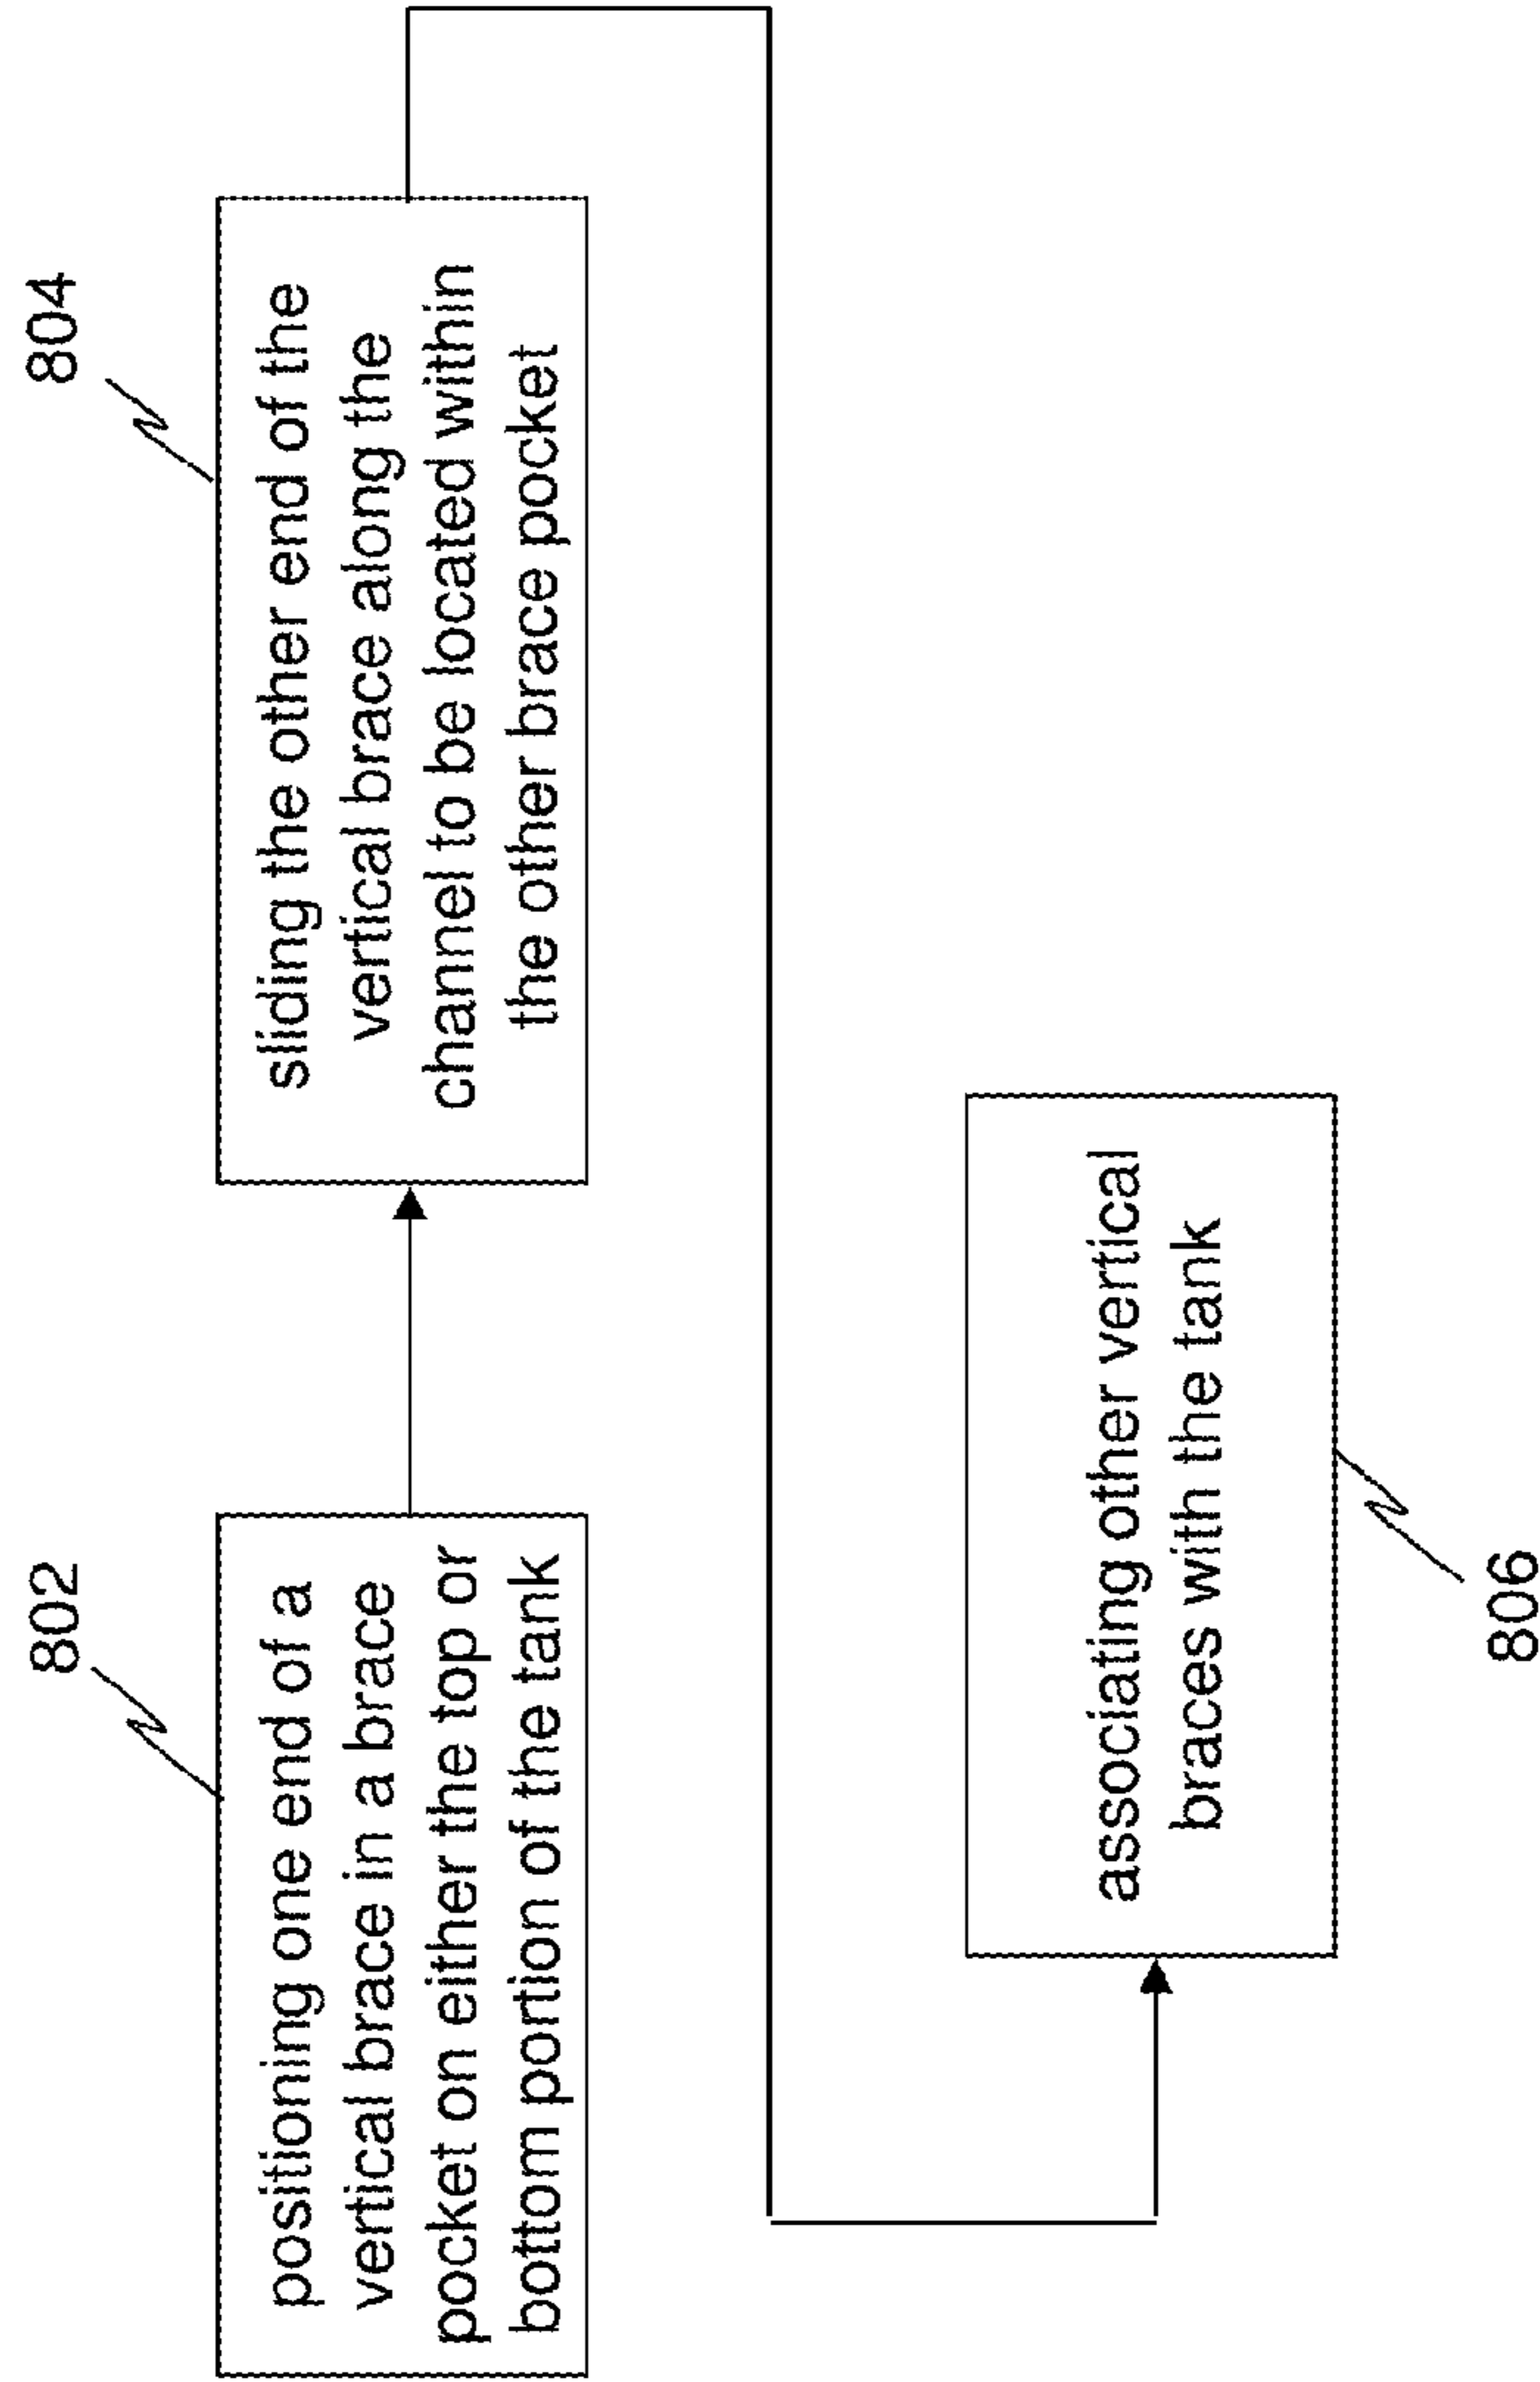 802
positioning one end of a
vertical brace in a brace
pocket on either the top or
bottom portion of the tank
804
sliding the other end of the
vertical brace along the
channel to be located within
the other brace pocket
associating other vertical
braces with the tank
806